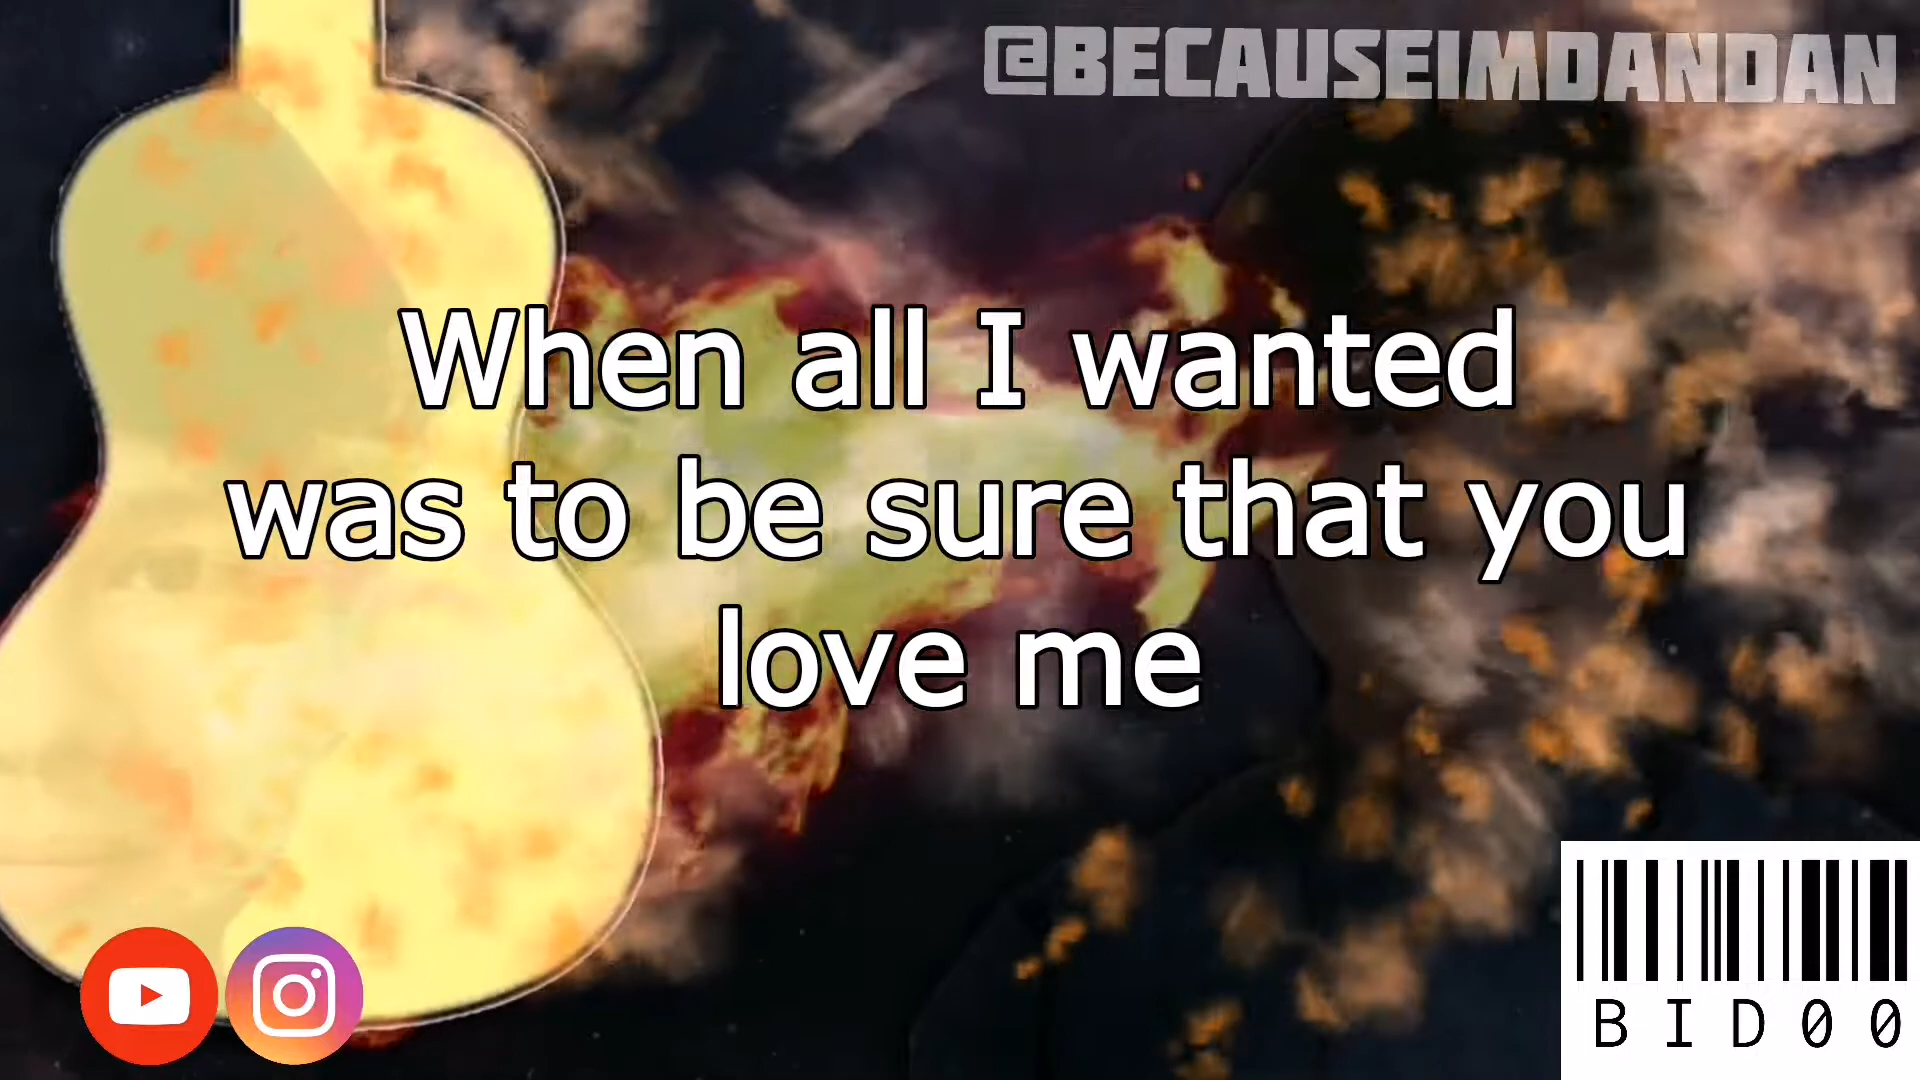 @BECAUSEIMDANDAN
When all I wanted
was to be sure that you
love me
BID00